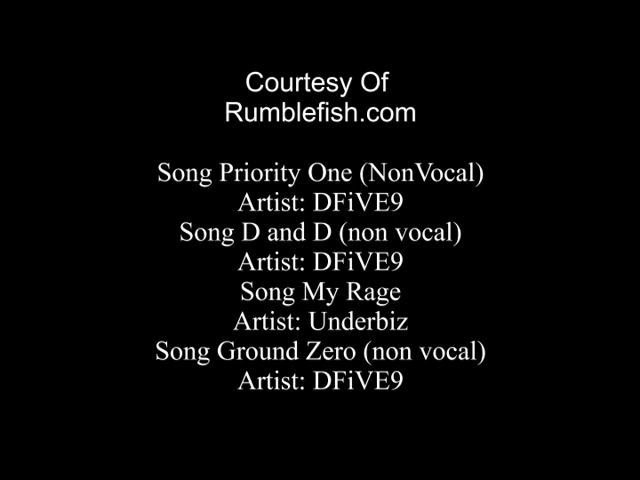 Courtesy Of
Rumblefish.com
Song Priority One (NonVocal)
Artist: DFiVE9
Song D and D (non vocal)
Artist: DFiVE9
Song My Rage
Artist: Underbiz
Song Ground Zero (non vocal)
Artist: DFiVE9